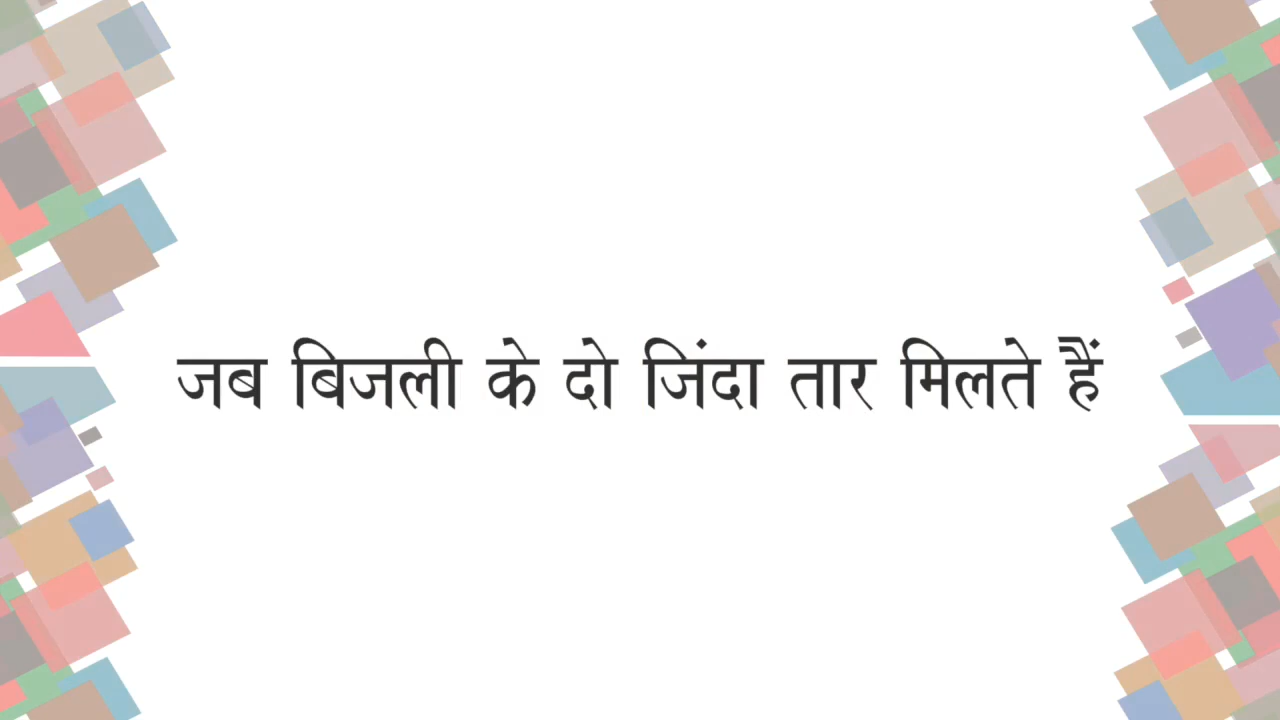 जब बिजली के दो जिंदा तार मिलते हैं